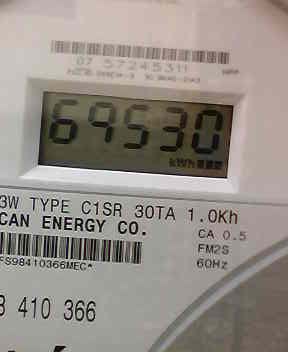 07 57245311
69530
kWh
3W TYPE C1SR 30TA 1.0Kh
CAN ENERGY CO.
CA 0.5
FM2S
60Hz
FS98410366MEC*
8 410 366